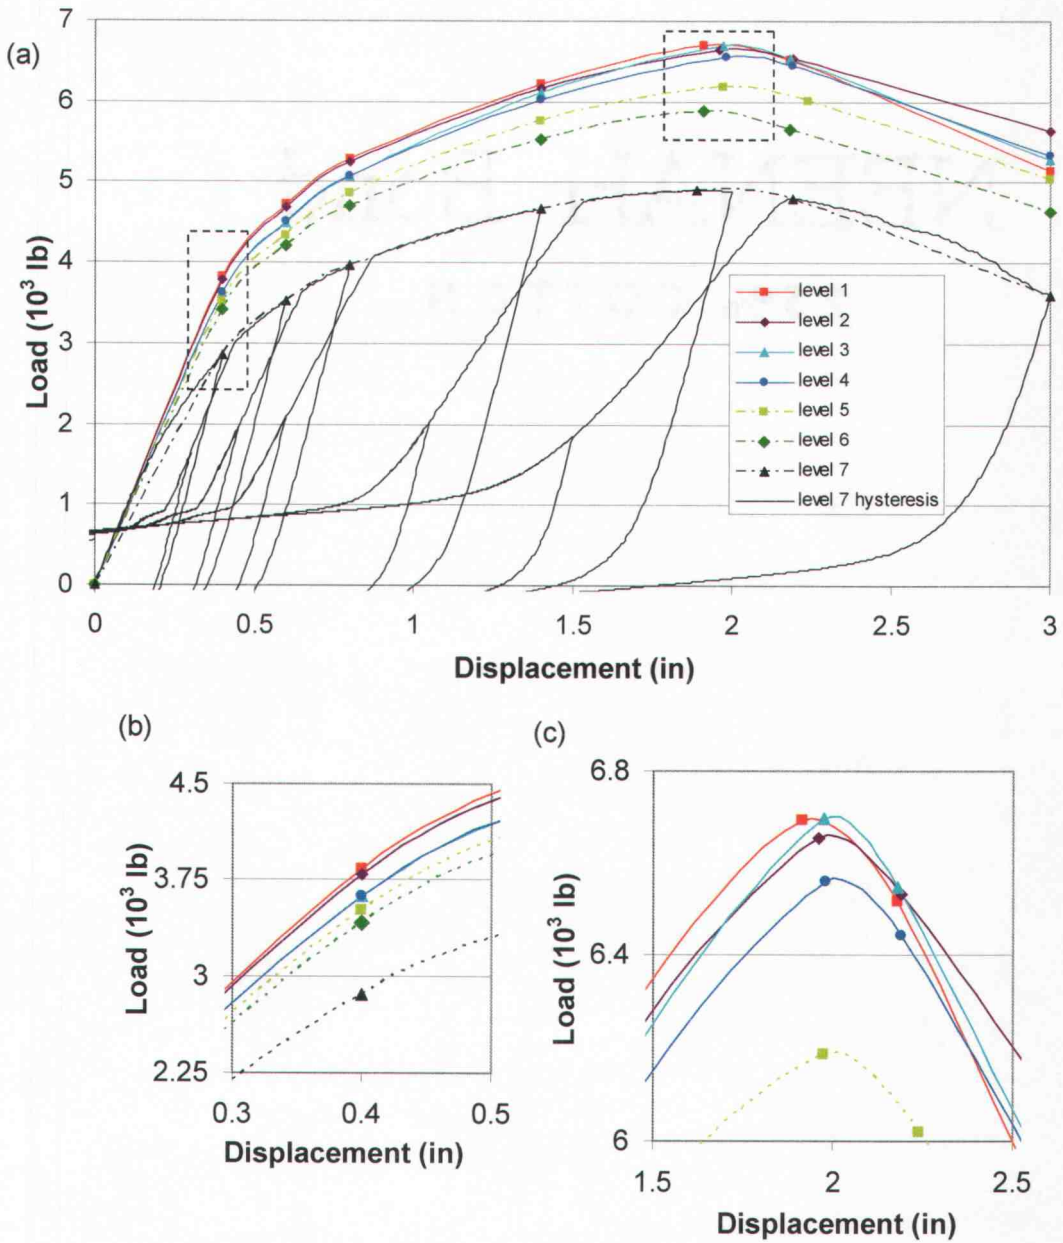 (a)
7
6
5
4
3
2
1
0
Load (10³ lb)
level 1
level 2
level 3
level 4
level 5
level 6
level 7
level 7 hysteresis
0 0.5 1 1.5 2 2.5 3
Displacement (in)
(b)
4.5
3.75
3
2.25
Load (10³ lb)
0.3 0.4 0.5
Displacement (in)
(c)
6.8
6.4
6
Load (10³ lb)
1.5 2 2.5
Displacement (in)